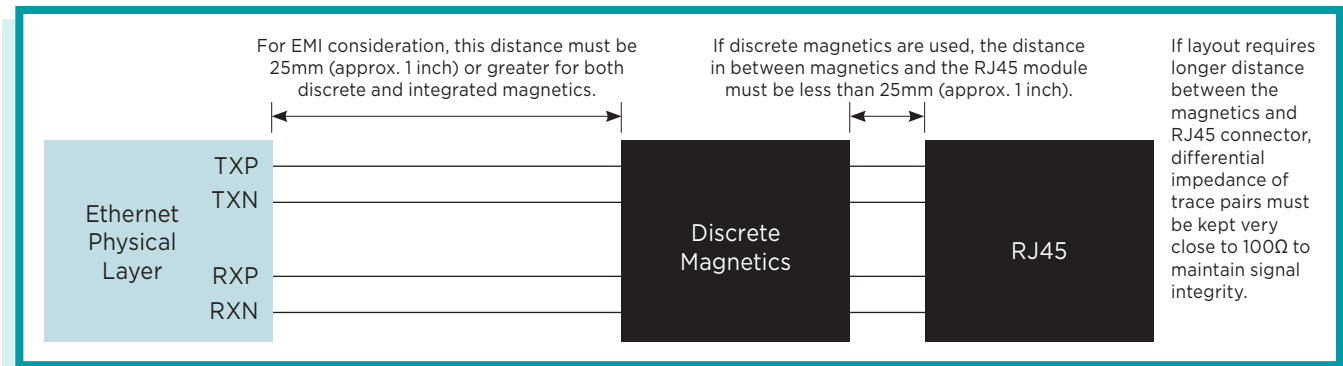 For EMI consideration, this distance must be
25mm (approx. 1 inch) or greater for both
discrete and integrated magnetics.
If discrete magnetics are used, the distance
in between magnetics and the RJ45 module
must be less than 25mm (approx. 1 inch).
If layout requires
longer distance
between the
magnetics and
RJ45 connector,
differential
impedance of
trace pairs must
be kept very
close to 100Ω to
maintain signal
integrity.
Ethernet
Physical
Layer
TXP
TXN
RXP
RXN
Discrete
Magnetics
RJ45